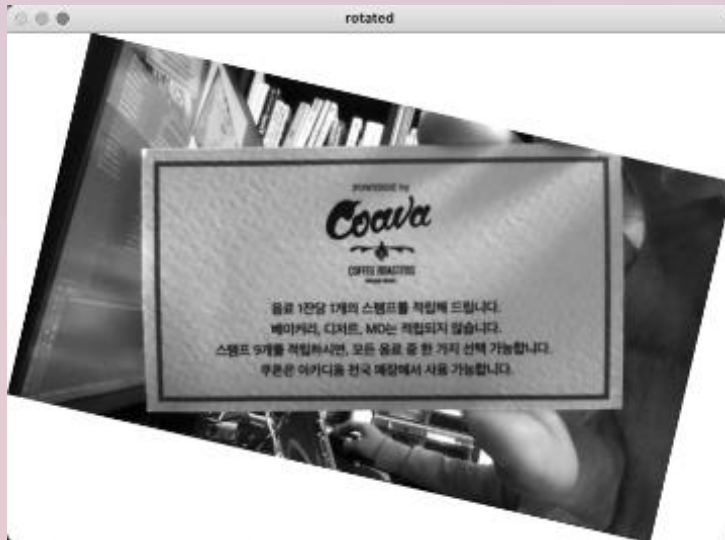 rotated
POWERED by
Coava
COFFEE ROASTERS
음료 1잔당 1개의 스탬프를 적립해 드립니다.
베이커리, 디저트, MD는 적립되지 않습니다.
스탬프 9개를 적립하시면, 모든 음료 중 한 가지 선택 가능합니다.
쿠폰은 아카디움 전국 매장에서 사용 가능합니다.